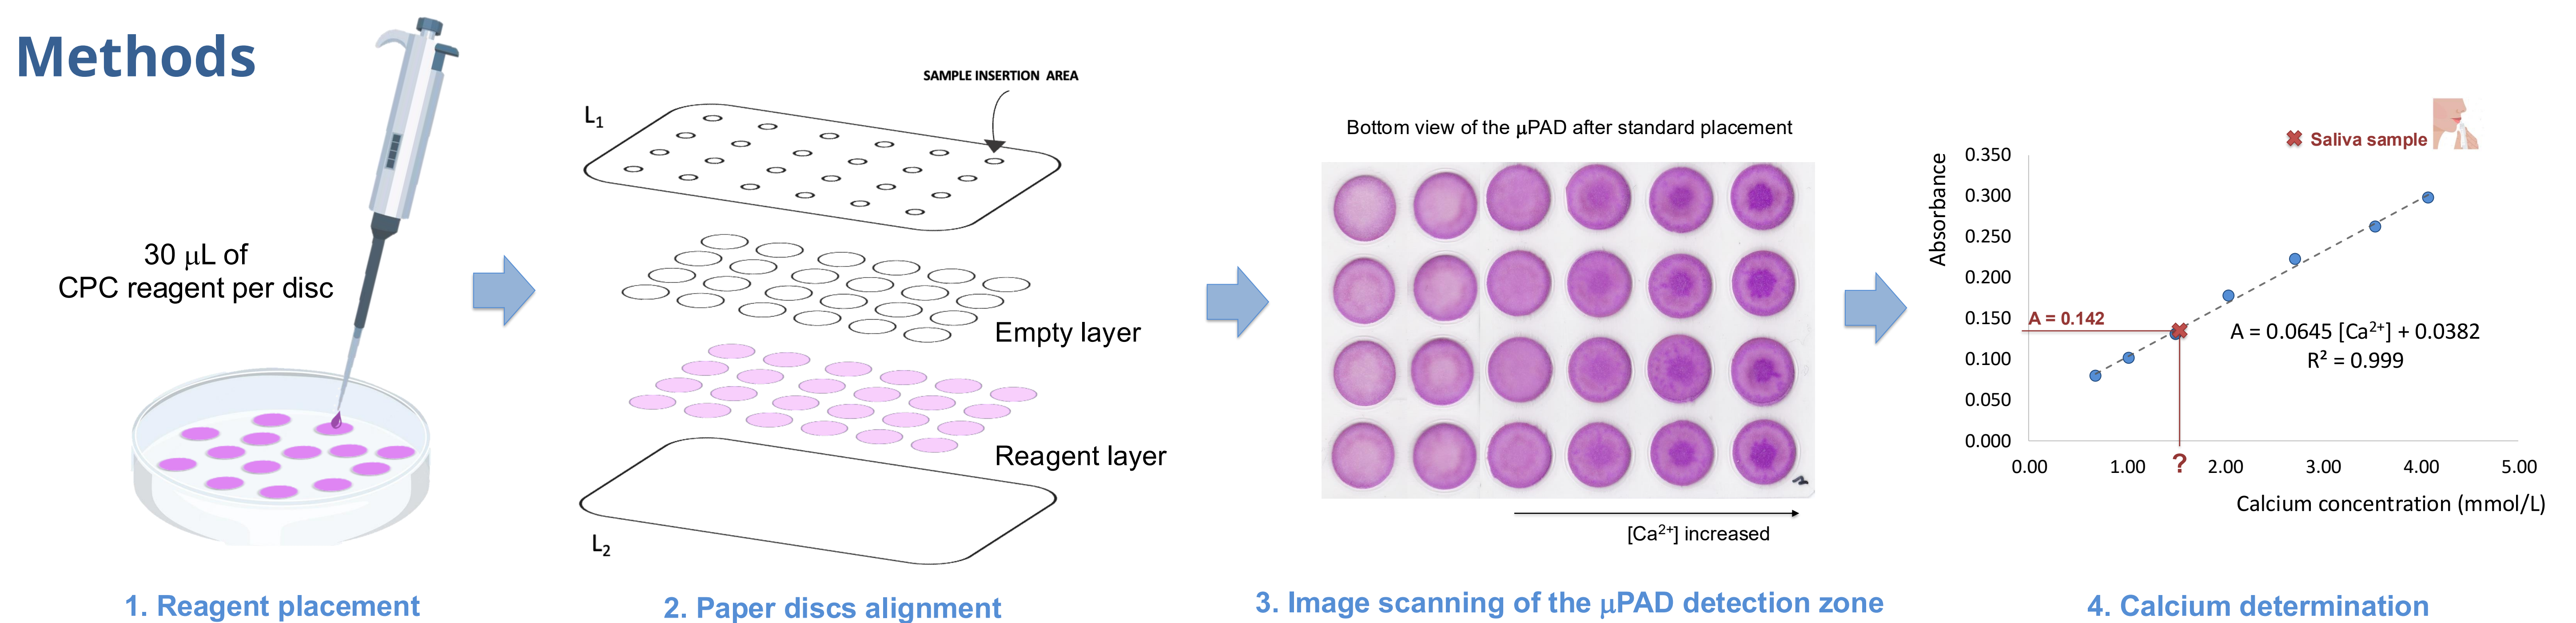 Methods
30 μL of
CPC reagent per disc
1. Reagent placement
SAMPLE INSERTION AREA
L₁
Empty layer
Reagent layer
L₂
2. Paper discs alignment
Bottom view of the μPAD after standard placement
[Ca²⁺] increased
3. Image scanning of the μPAD detection zone
Saliva sample
Absorbance
0.350
0.300
0.250
0.200
0.150
0.100
0.050
0.000
A = 0.142
A = 0.0645 [Ca²⁺] + 0.0382
R² = 0.999
0.00 1.00 2.00 3.00 4.00 5.00
?
Calcium concentration (mmol/L)
4. Calcium determination